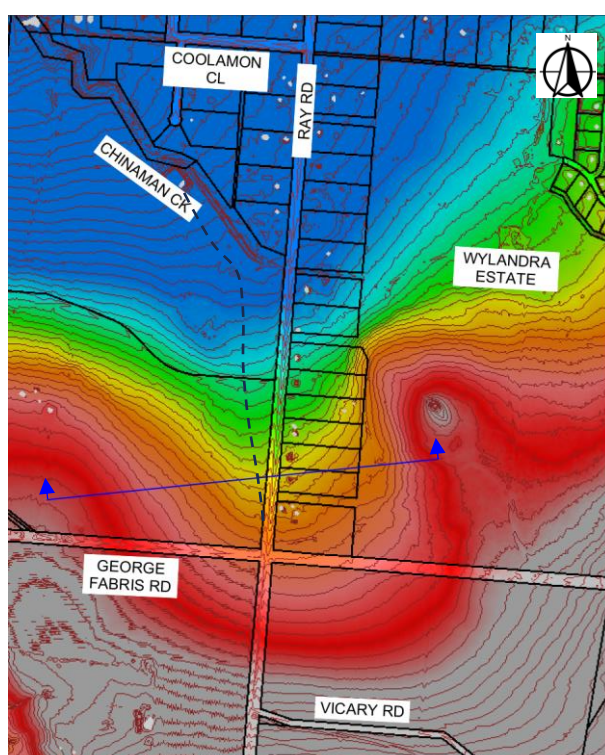 N
COOLAMON
CL
RAY RD
CHINAMAN CK
WYLANDRA
ESTATE
GEORGE
FABRIS RD
VICARY RD